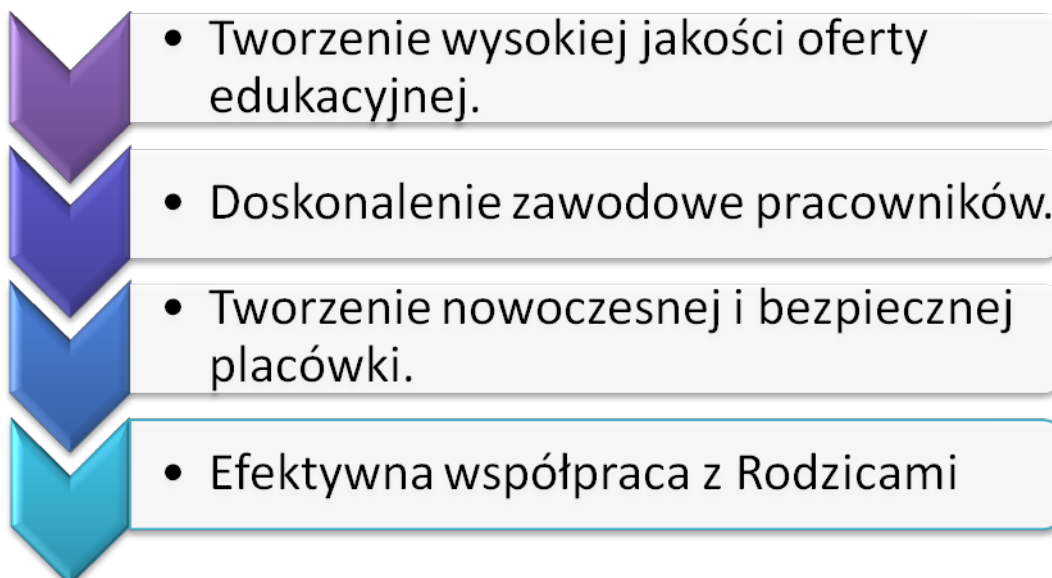 • Tworzenie wysokiej jakości oferty
edukacyjnej.
• Doskonalenie zawodowe pracowników.
• Tworzenie nowoczesnej i bezpiecznej
placówki.
• Efektywna współpraca z Rodzicami